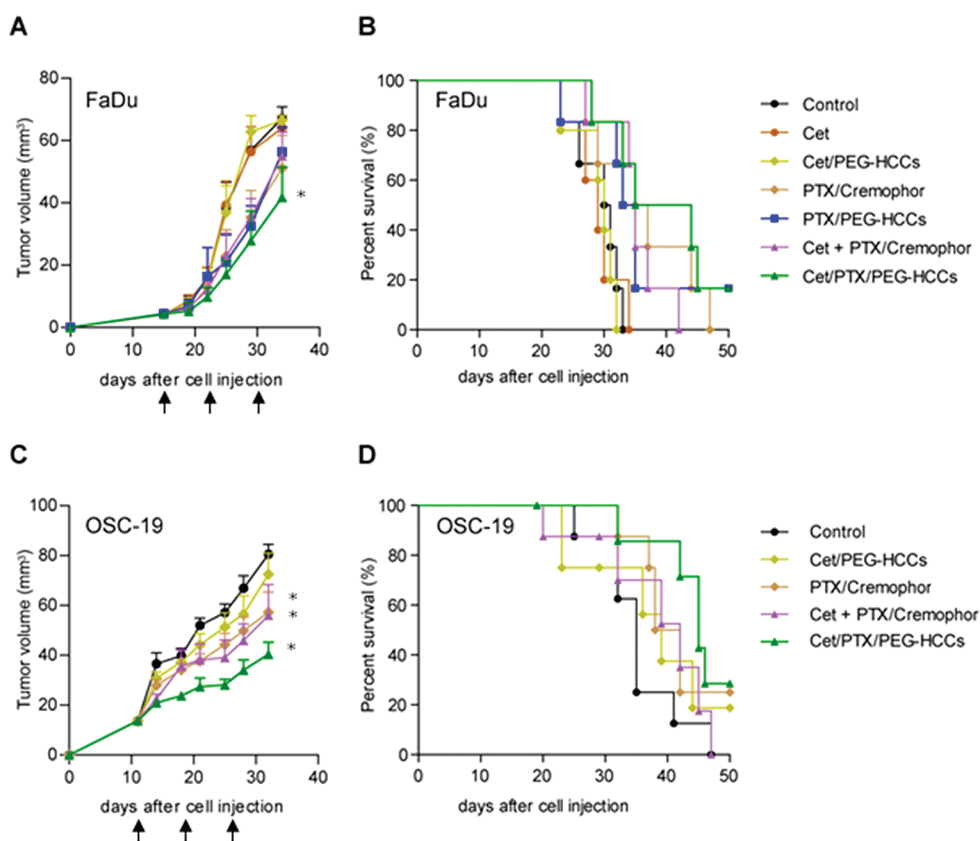 A
B
80
60
40
20
0
Tumor volume (mm³)
FaDu
*
0 10 20 30 40
days after cell injection
100
80
60
40
20
0
Percent survival (%)
FaDu
0 10 20 30 40 50
days after cell injection
Control
Cet
Cet/PEG-HCCs
PTX/Cremophor
PTX/PEG-HCCs
Cet + PTX/Cremophor
Cet/PTX/PEG-HCCs
C
D
100
80
60
40
20
0
Tumor volume (mm³)
OSC-19
*
*
*
0 10 20 30 40
days after cell injection
100
80
60
40
20
0
Percent survival (%)
OSC-19
0 10 20 30 40 50
days after cell injection
Control
Cet/PEG-HCCs
PTX/Cremophor
Cet + PTX/Cremophor
Cet/PTX/PEG-HCCs